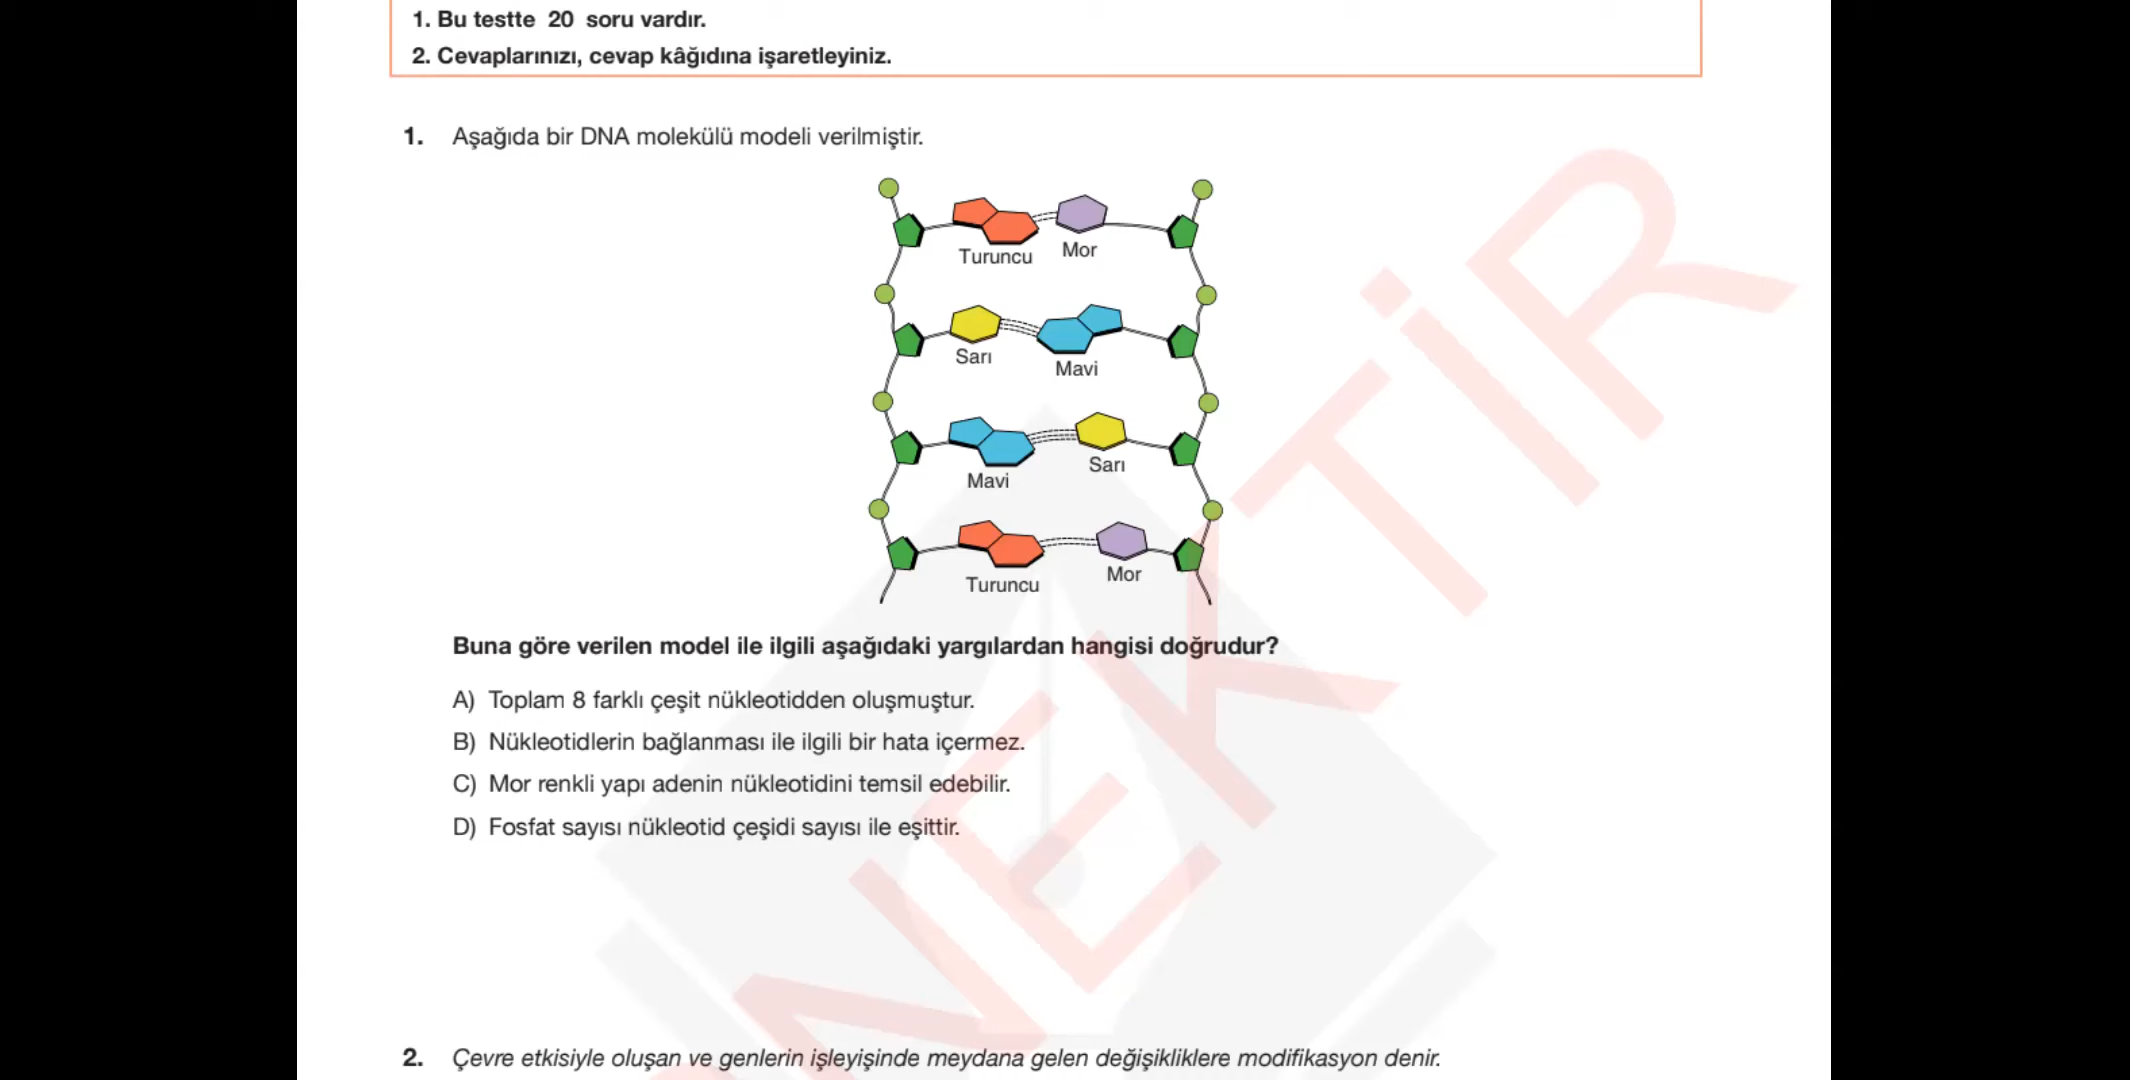 1. Bu testte 20 soru vardır.
2. Cevaplarınızı, cevap kâğıdına işaretleyiniz.
1. Aşağıda bir DNA molekülü modeli verilmiştir.
Turuncu Mor
Sarı Mavi
Mavi Sarı
Turuncu Mor
Buna göre verilen model ile ilgili aşağıdaki yargılardan hangisi doğrudur?
A) Toplam 8 farklı çeşit nükleotidden oluşmuştur.
B) Nükleotidlerin bağlanması ile ilgili bir hata içermez.
C) Mor renkli yapı adenin nükleotidini temsil edebilir.
D) Fosfat sayısı nükleotid çeşidi sayısı ile eşittir.
2. Çevre etkisiyle oluşan ve genlerin işleyişinde meydana gelen değişikliklere modifikasyon denir.
NEKTİR